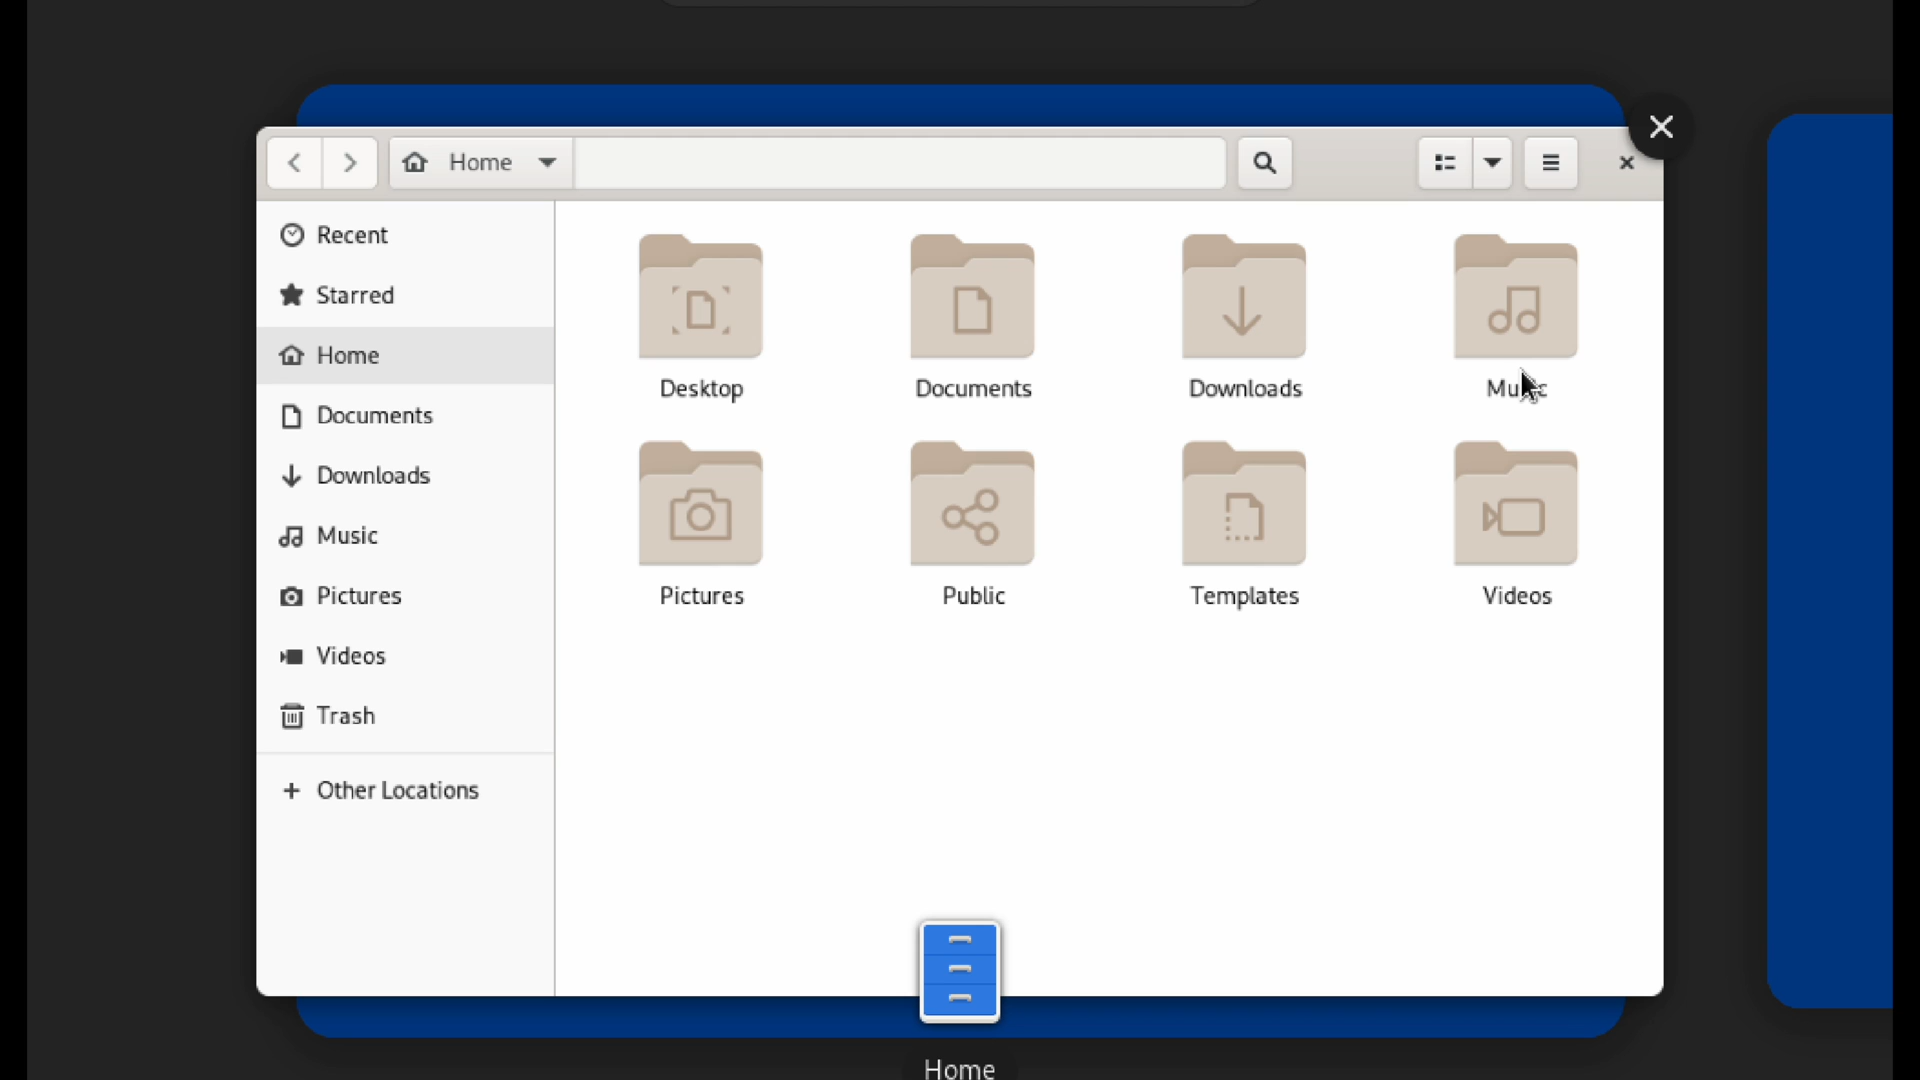 Home
Recent
Starred
Home
Documents
Downloads
Music
Pictures
Videos
Trash
Other Locations
Desktop
Documents
Downloads
Pictures
Public
Templates
Videos
Home